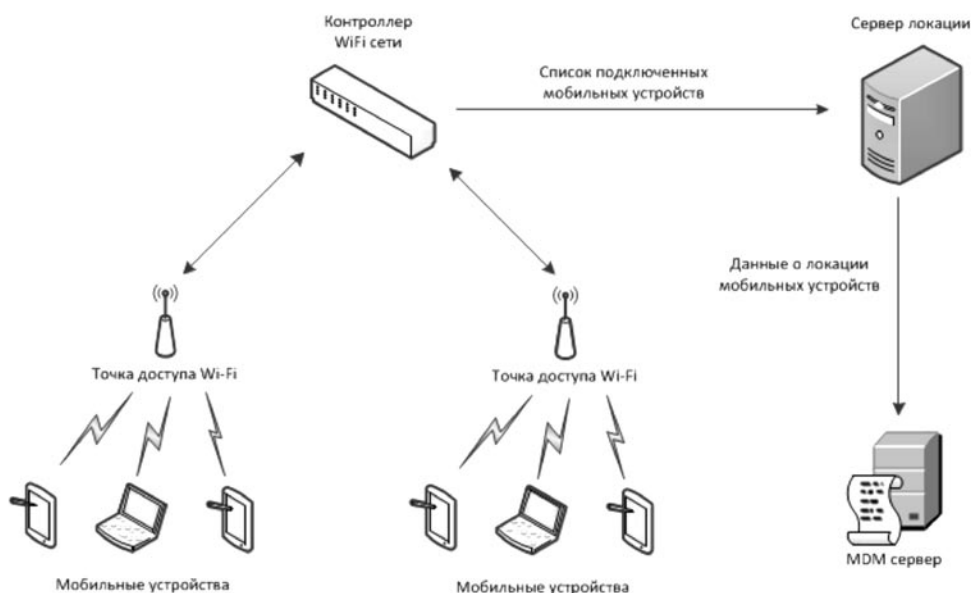 Контроллер
WiFi сети
Сервер локации
Список подключенных
мобильных устройств
Данные о локации
мобильных устройств
Точка доступа Wi-Fi
Точка доступа Wi-Fi
Мобильные устройства
Мобильные устройства
MDM сервер